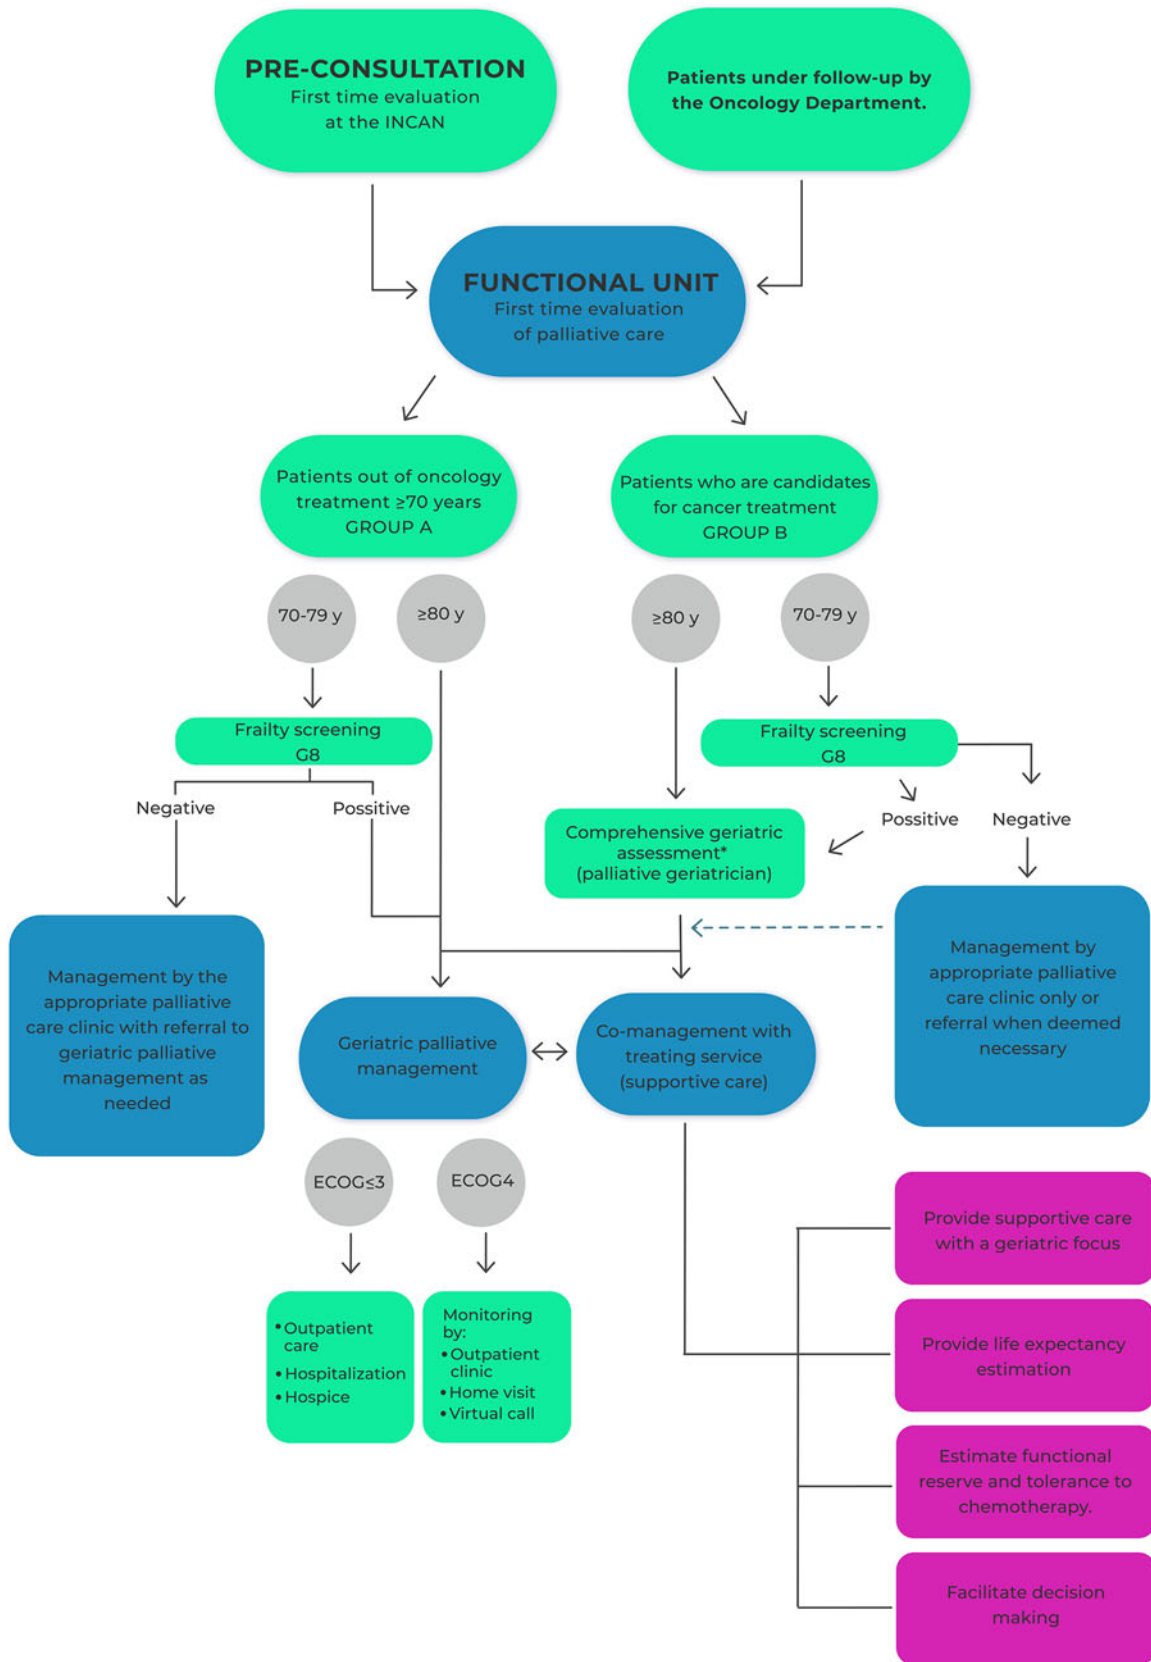 PRE-CONSULTATION
First time evaluation
at the INCAN
Patients under follow-up by
the Oncology Department.
FUNCTIONAL UNIT
First time evaluation
of palliative care
Patients out of oncology
treatment ≥70 years
GROUP A
Patients who are candidates
for cancer treatment
GROUP B
70-79 y
≥80 y
≥80 y
70-79 y
Frailty screening
G8
Frailty screening
G8
Negative
Possitive
Comprehensive geriatric
assessment*
(palliative geriatrician)
Possitive
Negative
Management by the
appropriate palliative
care clinic with referral to
geriatric palliative
management as
needed
Management by
appropriate palliative
care clinic only or
referral when deemed
necessary
Geriatric palliative
management
Co-management with
treating service
(supportive care)
ECOG≤3
ECOG4
• Outpatient
care
• Hospitalization
• Hospice
Monitoring
by:
• Outpatient
clinic
• Home visit
• Virtual call
Provide supportive care
with a geriatric focus
Provide life expectancy
estimation
Estimate functional
reserve and tolerance to
chemotherapy.
Facilitate decision
making